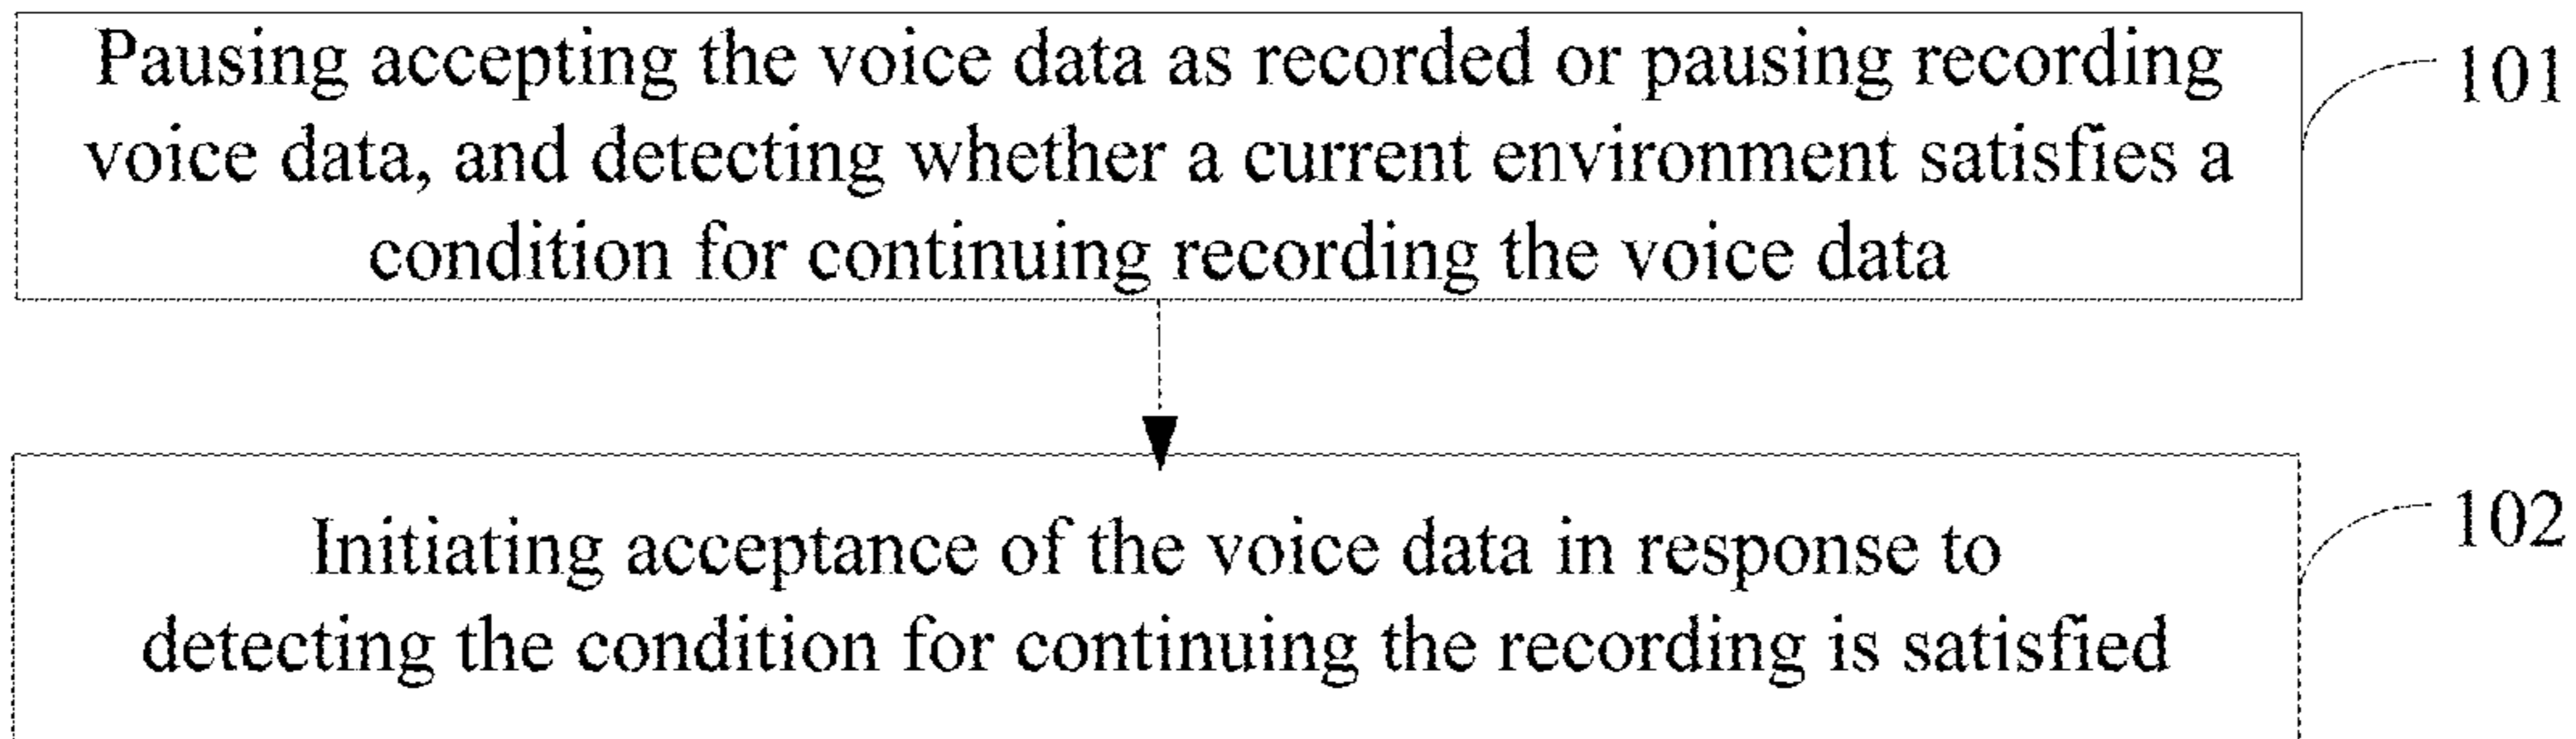 Pausing accepting the voice data as recorded or pausing recording
voice data, and detecting whether a current environment satisfies a
condition for continuing recording the voice data
101
Initiating acceptance of the voice data in response to
detecting the condition for continuing the recording is satisfied
102